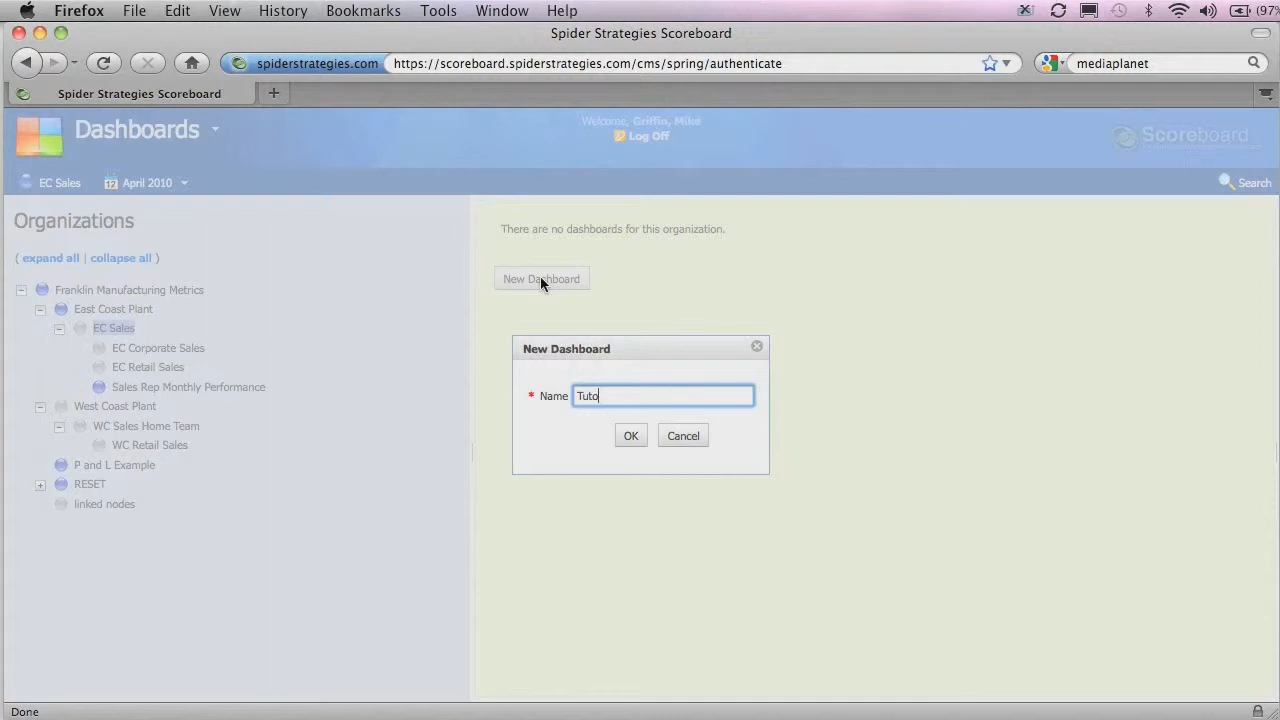 Firefox File Edit View History Bookmarks Tools Window Help (97%
Spider Strategies Scoreboard
spiderstrategies.com https://scoreboard.spiderstrategies.com/cms/spring/authenticate mediaplanet
Spider Strategies Scoreboard
Dashboards
Welcome, Griffin, Mike
Log Off
Scoreboard
EC Sales 12 April 2010 Search
Organizations
( expand all | collapse all )
Franklin Manufacturing Metrics
East Coast Plant
EC Sales
EC Corporate Sales
EC Retail Sales
Sales Rep Monthly Performance
West Coast Plant
WC Sales Home Team
WC Retail Sales
P and L Example
RESET
linked nodes
There are no dashboards for this organization.
New Dashboard
New Dashboard
* Name Tuto
OK Cancel
Done